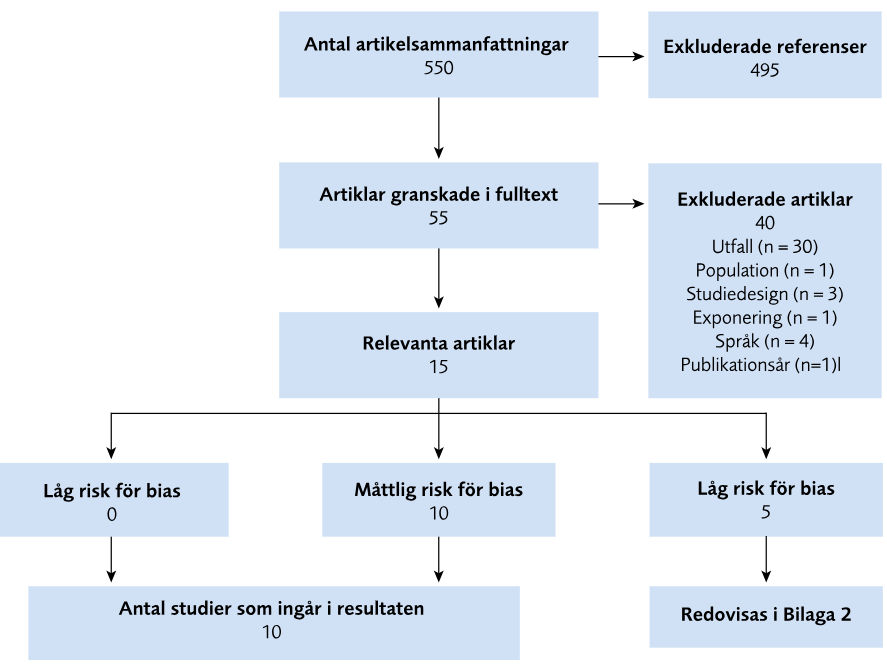 Antal artikelsammanfattningar
550
Exkluderade referenser
495
Artiklar granskade i fulltext
55
Exkluderade artiklar
40
Utfall (n = 30)
Population (n = 1)
Studiedesign (n = 3)
Exponering (n = 1)
Språk (n = 4)
Publikationsår (n=1)l
Relevanta artiklar
15
Låg risk för bias
0
Måttlig risk för bias
10
Låg risk för bias
5
Antal studier som ingår i resultaten
10
Redovisas i Bilaga 2